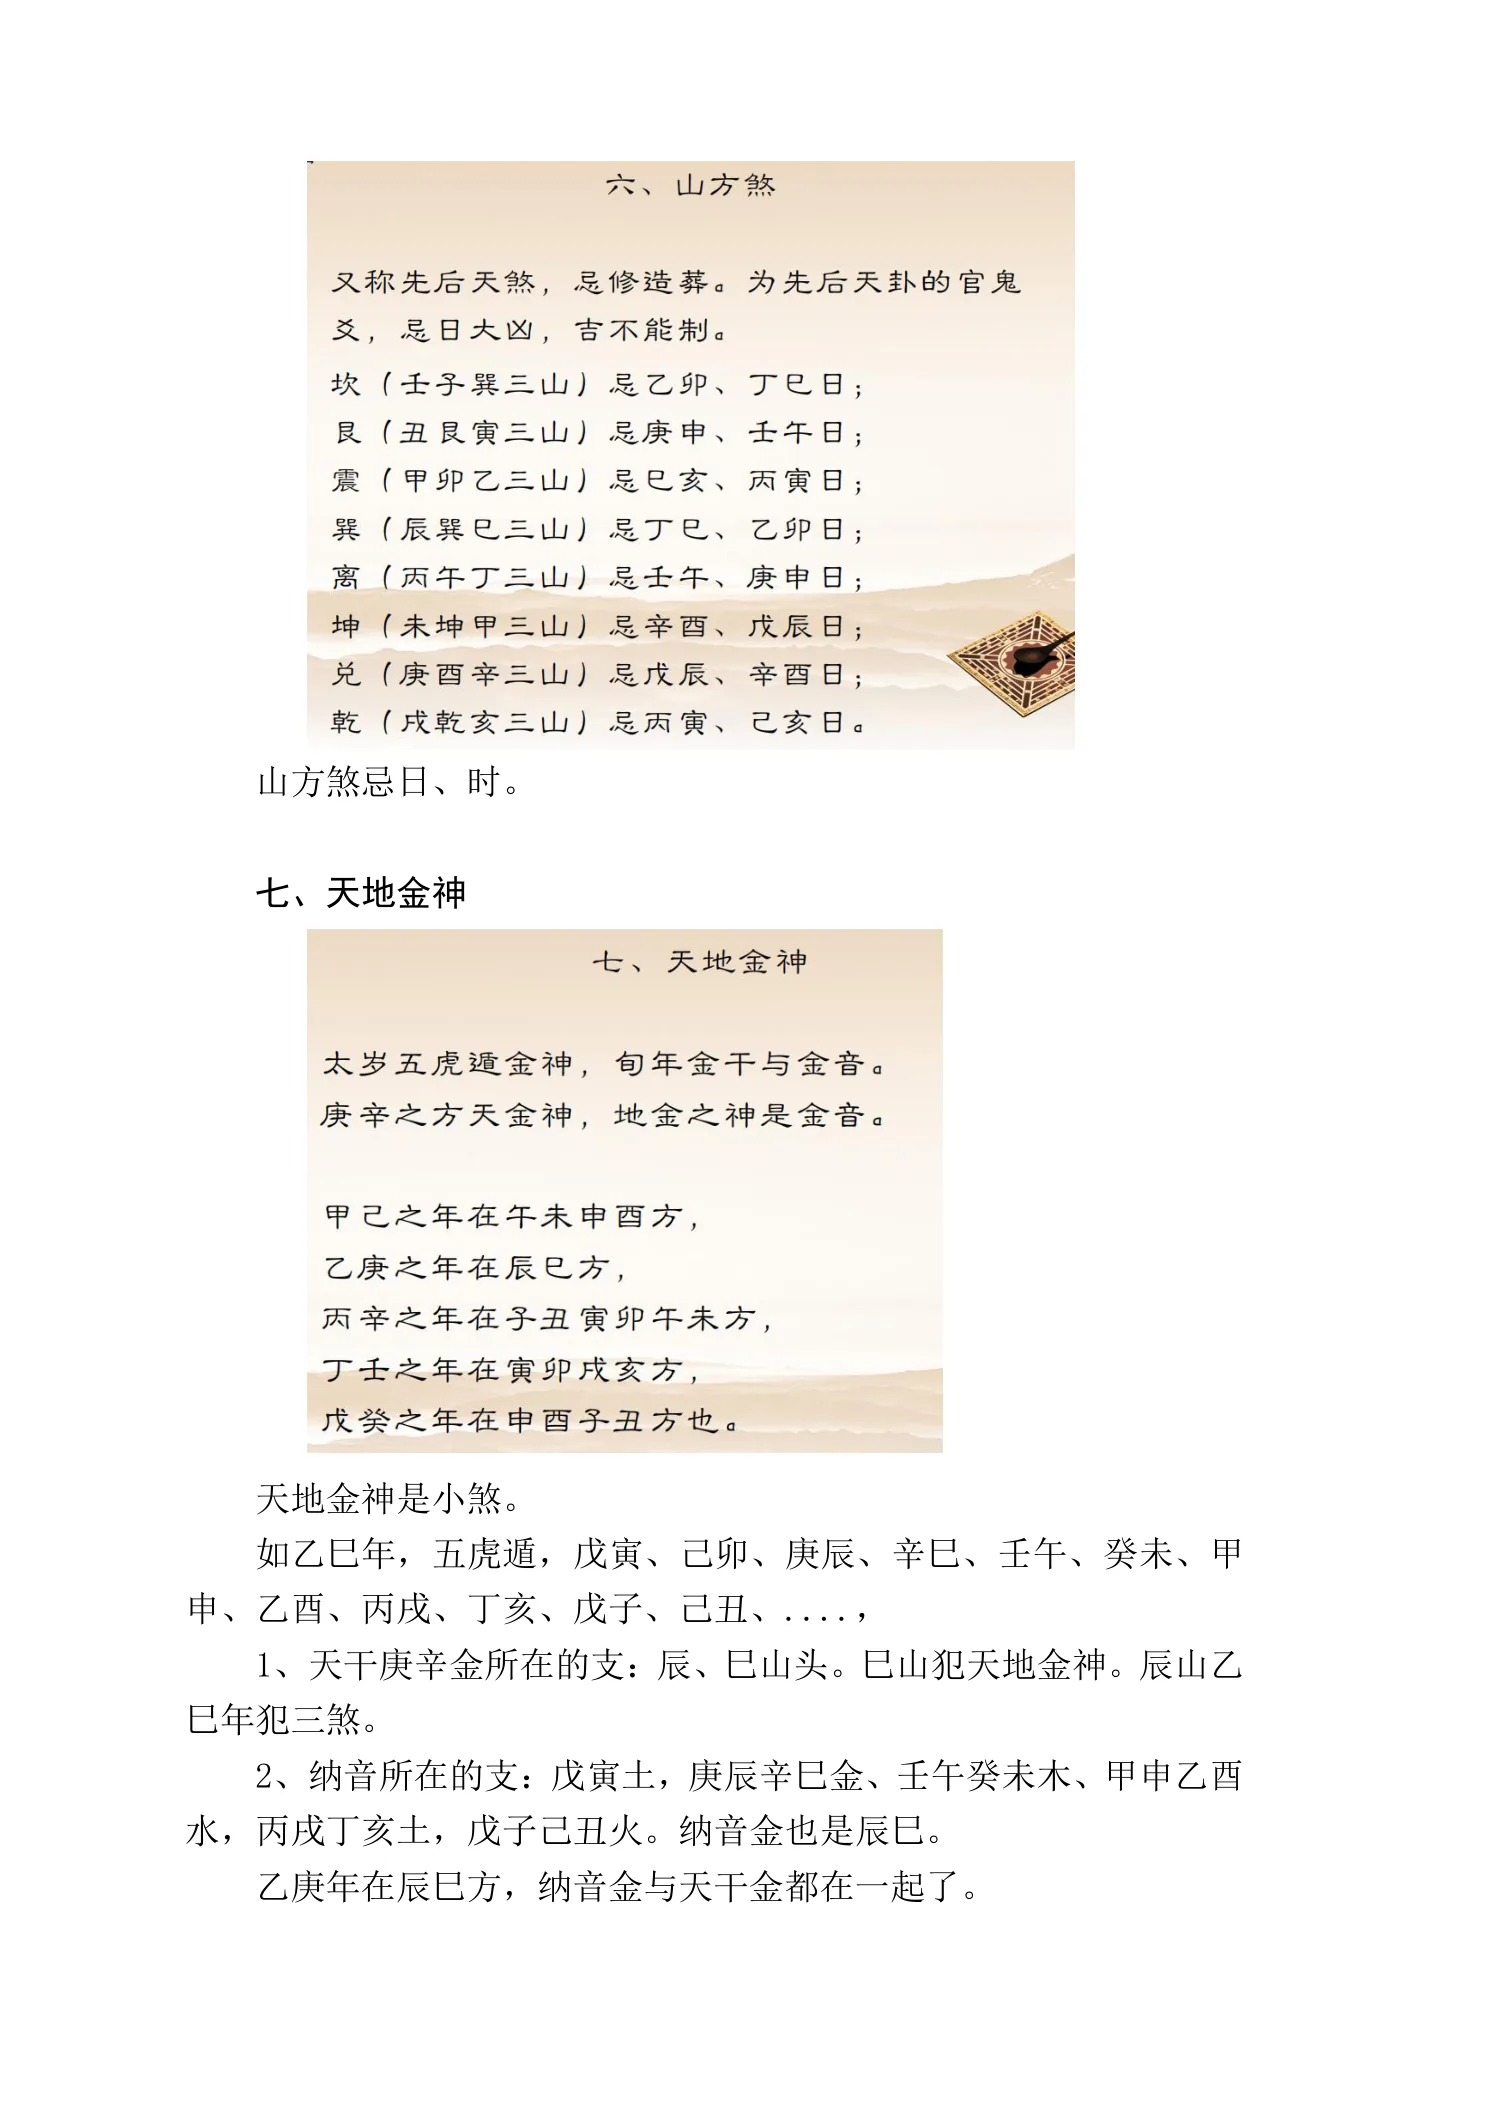 六、山方煞
又称先后天煞，忌修造葬。为先后天卦的官鬼
爻，忌日大凶，吉不能制。
坎（壬子巽三山）忌乙卯、丁巳日；
艮（丑艮寅三山）忌庚申、壬午日；
震（甲卯乙三山）忌巳亥、丙寅日；
巽（辰巽巳三山）忌丁巳、乙卯日；
离（丙午丁三山）忌壬午、庚申日；
坤（未坤甲三山）忌辛酉、戊辰日；
兑（庚酉辛三山）忌戊辰、辛酉日；
乾（戌乾亥三山）忌丙寅、己亥日。
山方煞忌日、时。
七、天地金神
七、天地金神
太岁五虎遁金神，旬年金干与金音。
庚辛之方天金神，地金之神是金音。
甲己之年在午未申酉方，
乙庚之年在辰巳方，
丙辛之年在子丑寅卯午未方，
丁壬之年在寅卯戌亥方，
戊癸之年在申酉子丑方也。
天地金神是小煞。
如乙巳年，五虎遁，戊寅、己卯、庚辰、辛巳、壬午、癸未、甲
申、乙酉、丙戌、丁亥、戊子、己丑、....，
1、天干庚辛金所在的支：辰、巳山头。巳山犯天地金神。辰山乙
巳年犯三煞。
2、纳音所在的支：戊寅土，庚辰辛巳金、壬午癸未木、甲申乙酉
水，丙戌丁亥土，戊子己丑火。纳音金也是辰巳。
乙庚年在辰巳方，纳音金与天干金都在一起了。